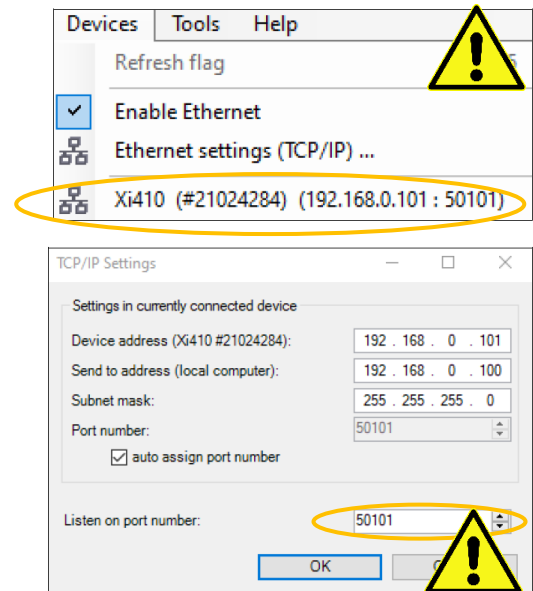 Devices Tools Help
Refresh flag
Enable Ethernet
Ethernet settings (TCP/IP) ...
Xi410 (#21024284) (192.168.0.101 : 50101)
TCP/IP Settings
Settings in currently connected device
Device address (Xi410 #21024284): 192 . 168 . 0 . 101
Send to address (local computer): 192 . 168 . 0 . 100
Subnet mask: 255 . 255 . 255 . 0
Port number: 50101
auto assign port number
Listen on port number: 50101
OK